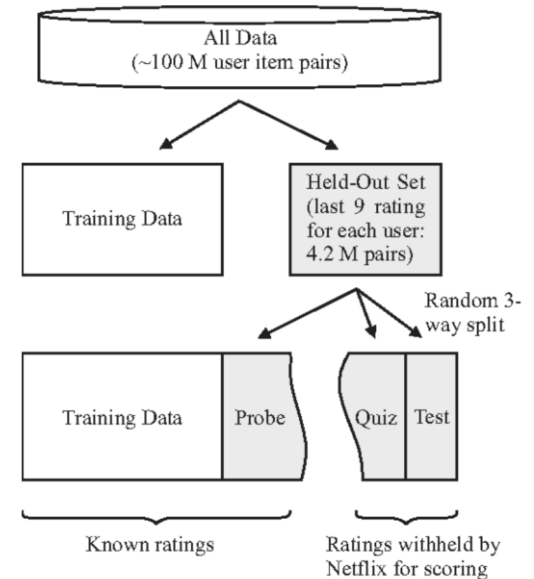 All Data
(~100 M user item pairs)
Training Data
Held-Out Set
(last 9 rating
for each user:
4.2 M pairs)
Random 3-
way split
Training Data
Probe
Quiz
Test
Known ratings
Ratings withheld by
Netflix for scoring